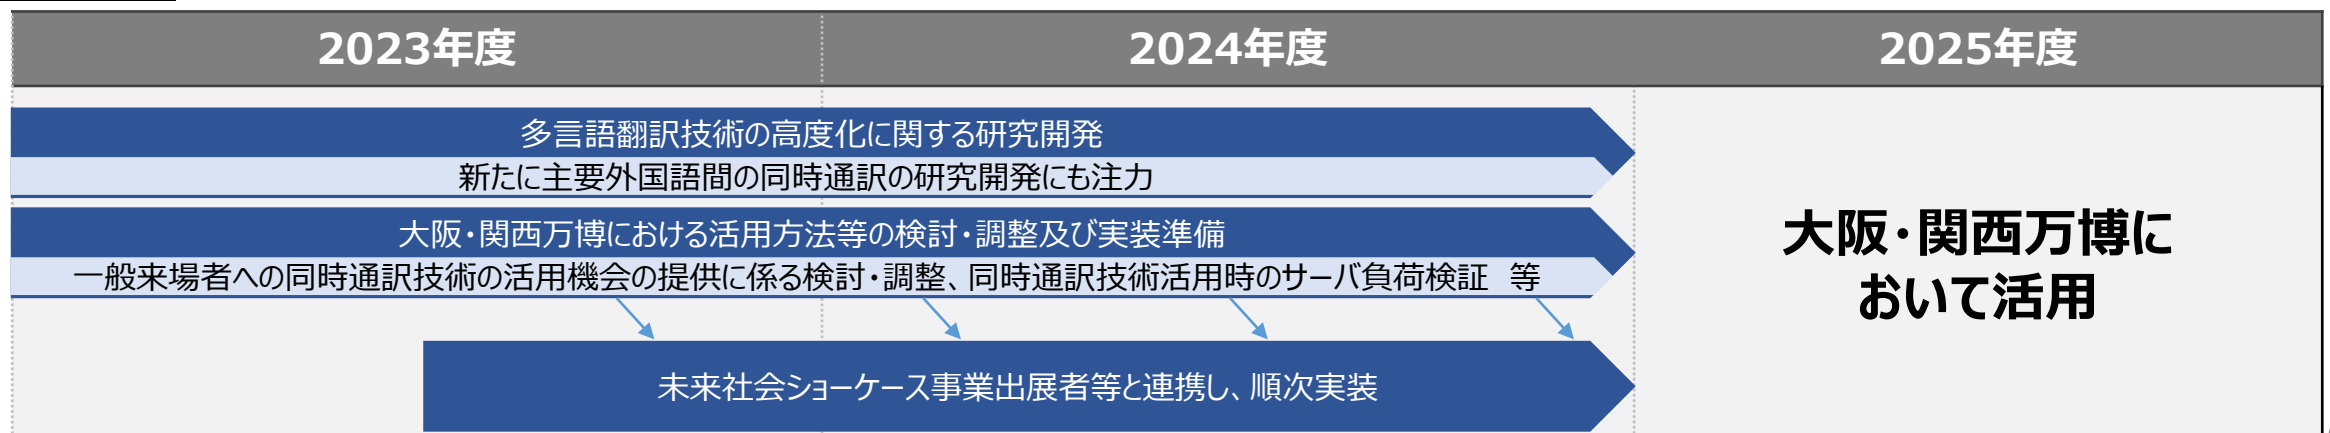 2023年度
2024年度
2025年度
多言語翻訳技術の高度化に関する研究開発
新たに主要外国語間の同時通訳の研究開発にも注力
大阪・関西万博における活用方法等の検討・調整及び実装準備
一般来場者への同時通訳技術の活用機会の提供に係る検討・調整、同時通訳技術活用時のサーバ負荷検証　等
未来社会ショーケース事業出展者等と連携し、順次実装
大阪・関西万博に
おいて活用